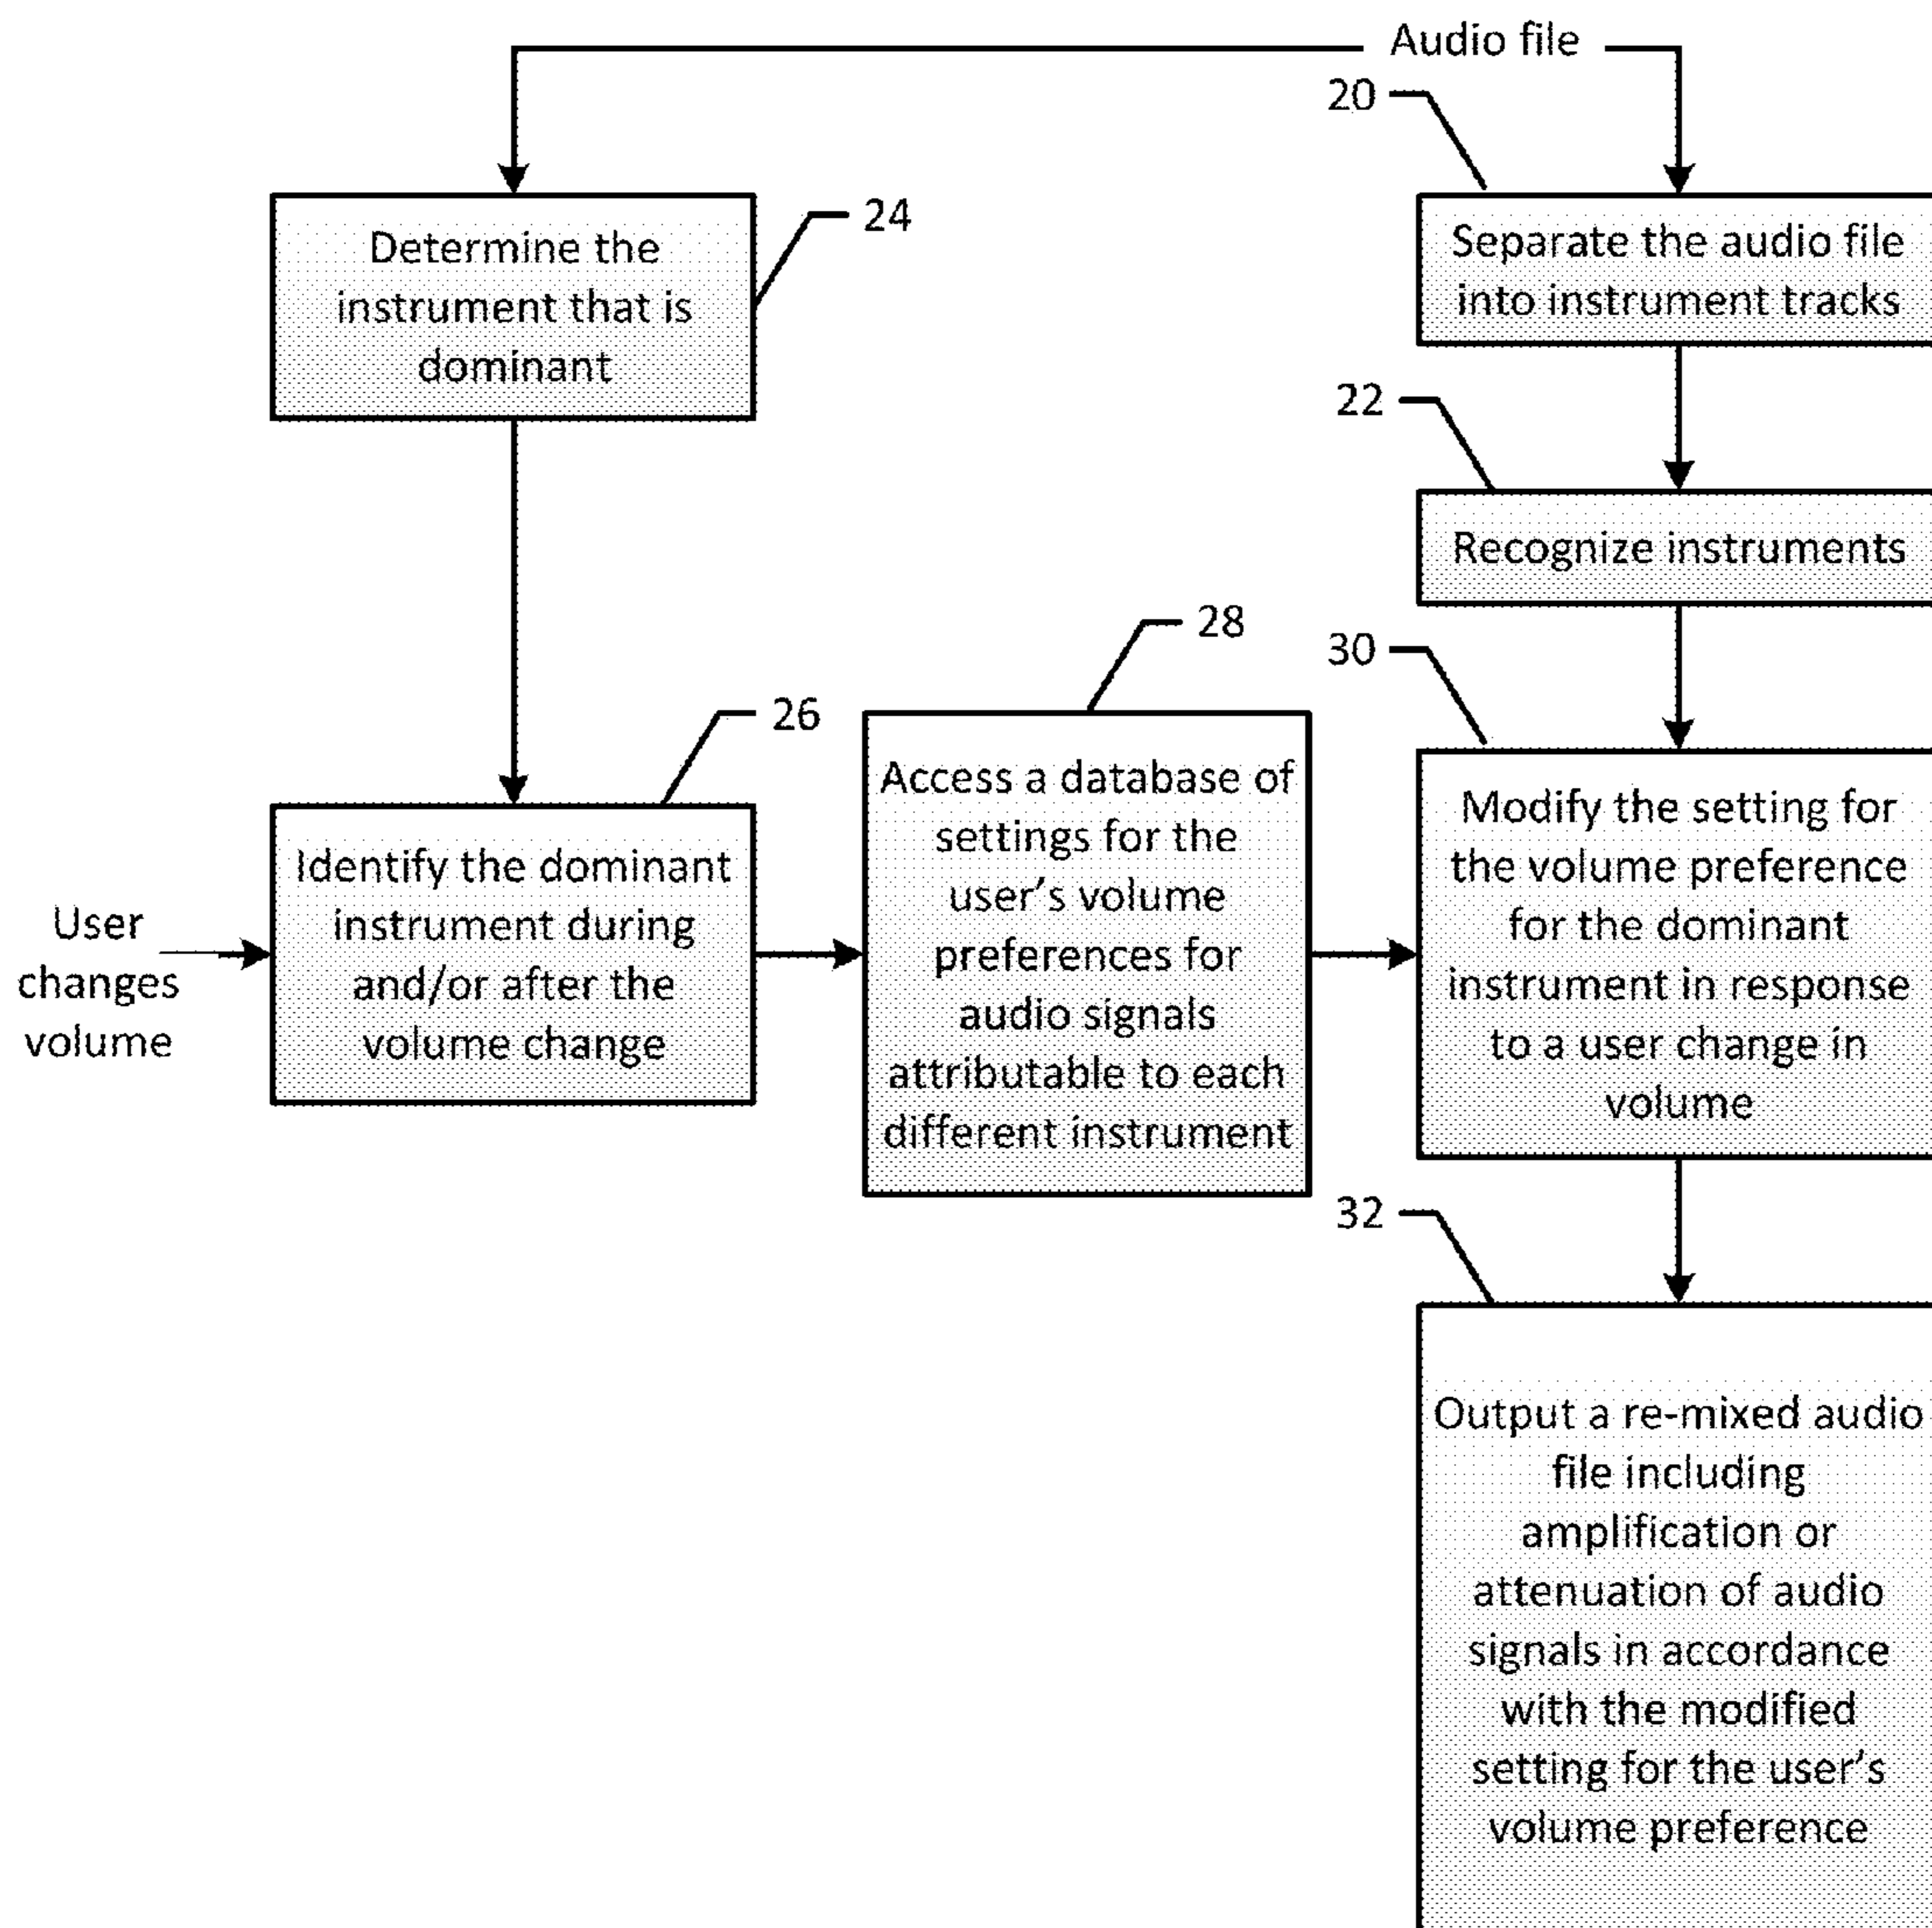 Audio file
20
24
Determine the
instrument that is
dominant
Separate the audio file
into instrument tracks
22
Recognize instruments
28
30
26
Access a database of
settings for the
user's volume
preferences for
audio signals
attributable to each
different instrument
Modify the setting for
the volume preference
for the dominant
instrument in response
to a user change in
volume
Identify the dominant
instrument during
and/or after the
volume change
User
changes
volume
32
Output a re-mixed audio
file including
amplification or
attenuation of audio
signals in accordance
with the modified
setting for the user's
volume preference